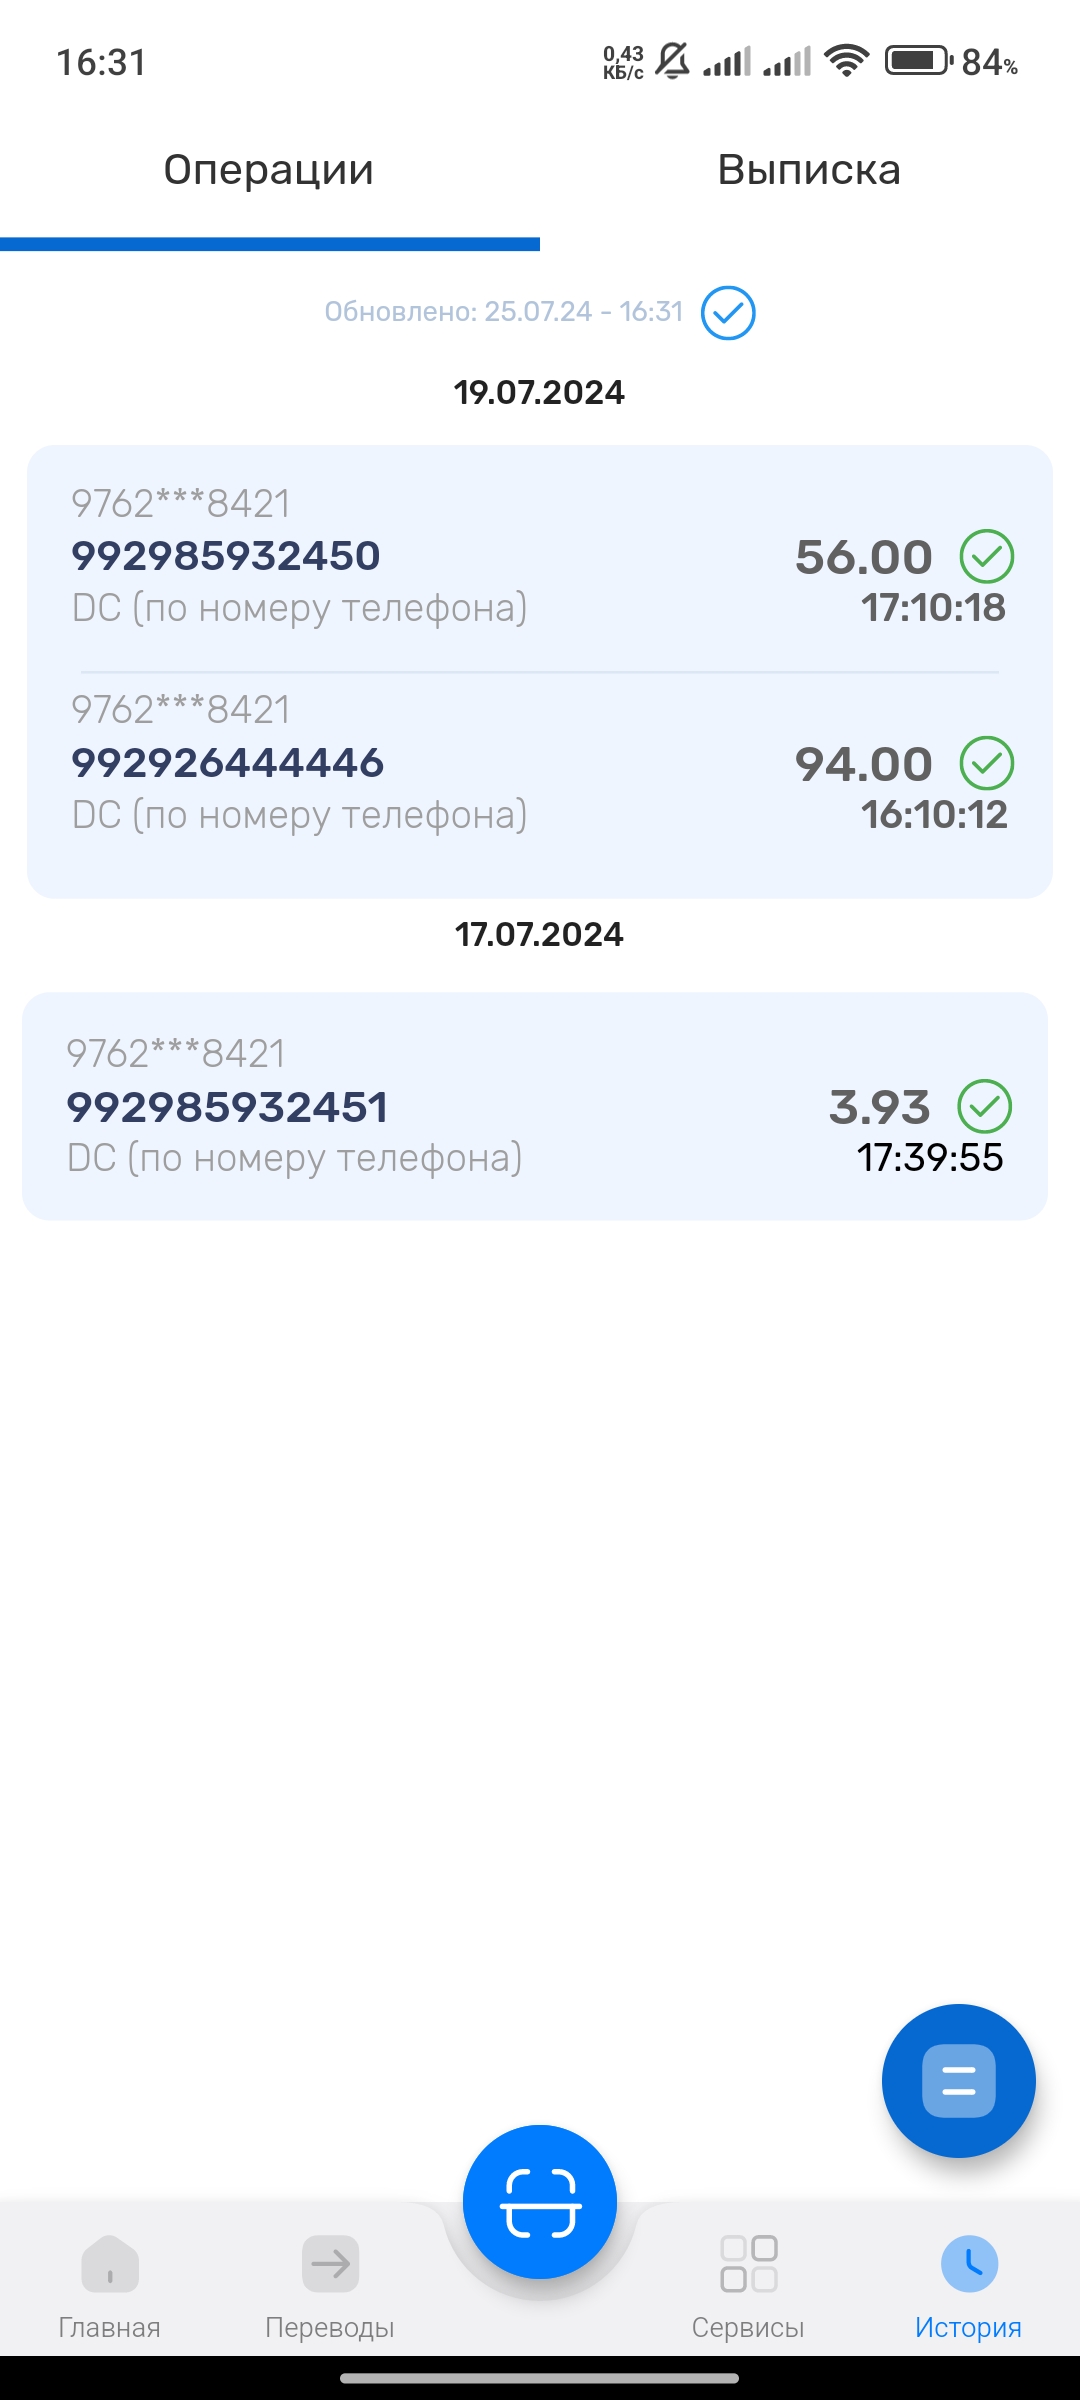 16:31
0,43
КБ/с
84%
Операции
Выписка
Обновлено: 25.07.24 - 16:31
19.07.2024
9762***8421
992985932450
56.00
DC (по номеру телефона)
17:10:18
9762***8421
992926444446
94.00
DC (по номеру телефона)
16:10:12
17.07.2024
9762***8421
992985932451
3.93
DC (по номеру телефона)
17:39:55
Главная
Переводы
Сервисы
История